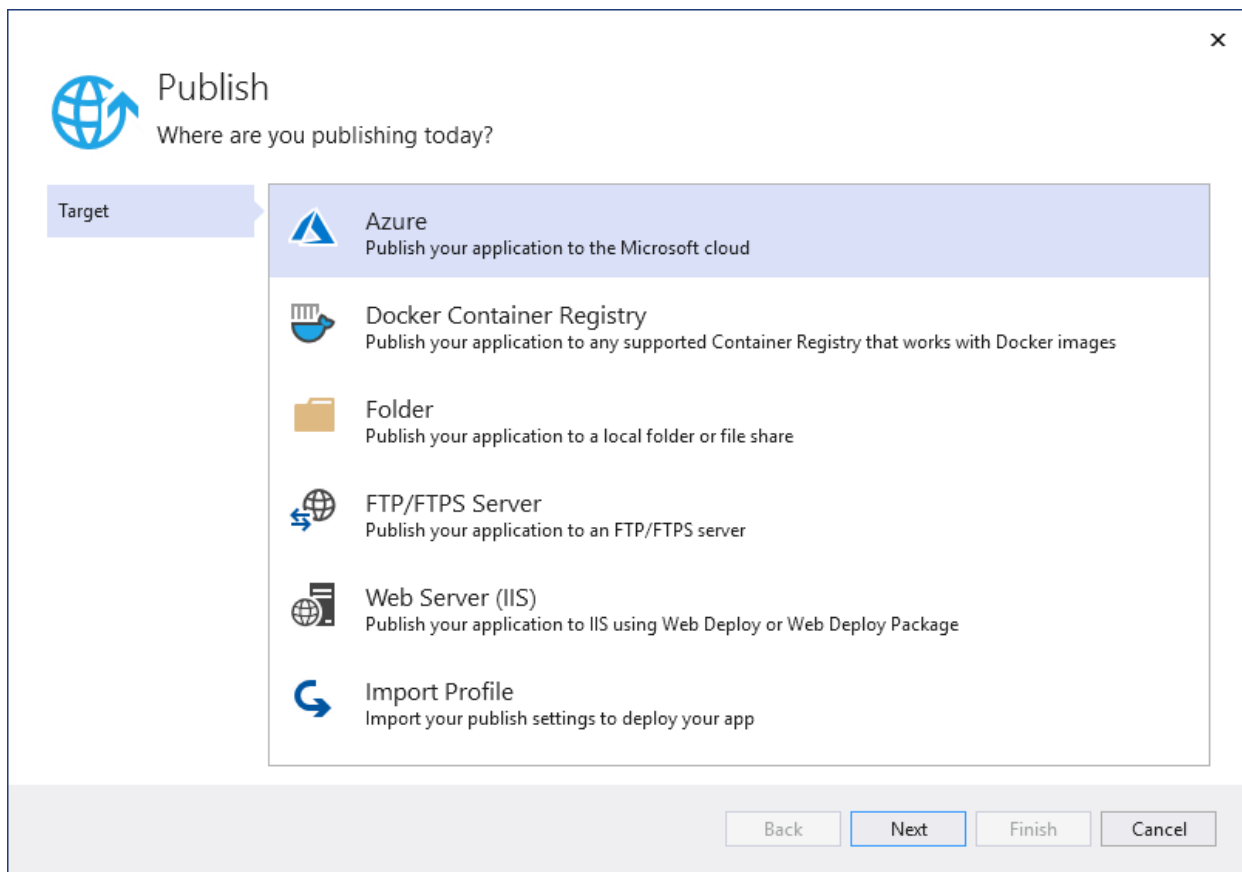 Publish
Where are you publishing today?
Target
Azure
Publish your application to the Microsoft cloud
Docker Container Registry
Publish your application to any supported Container Registry that works with Docker images
Folder
Publish your application to a local folder or file share
FTP/FTPS Server
Publish your application to an FTP/FTPS server
Web Server (IIS)
Publish your application to IIS using Web Deploy or Web Deploy Package
Import Profile
Import your publish settings to deploy your app
Back Next Finish Cancel